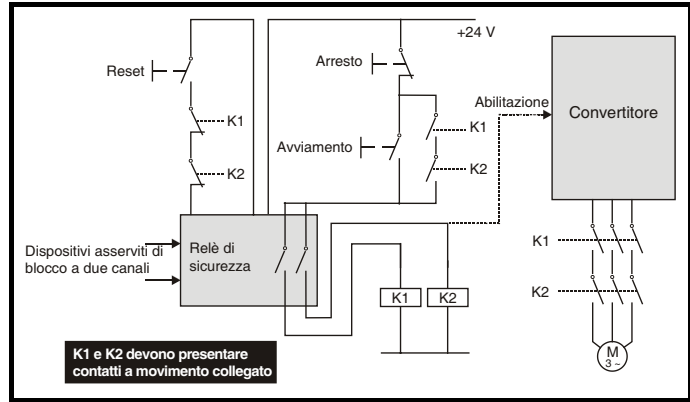 +24 V
Reset
Arresto
Abilitazione
Convertitore
K1
K1
Avviamento
K2
K2
Dispositivi asserviti di
blocco a due canali
Relè di
sicurezza
K1
K2
K1
K2
K1 e K2 devono presentare
contatti a movimento collegato
M
3 ~